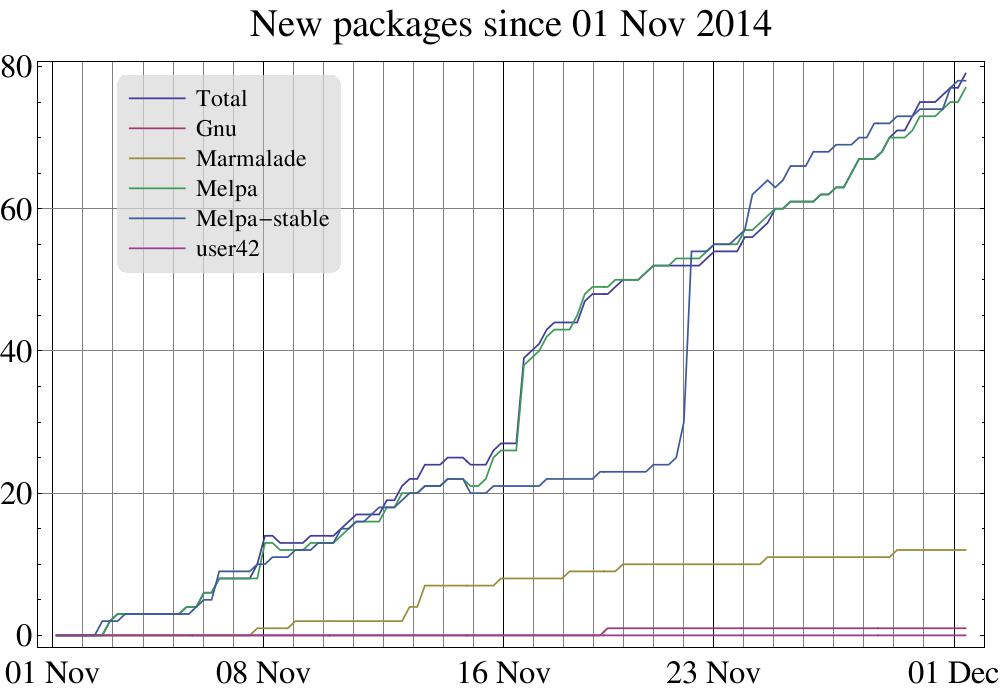 New packages since 01 Nov 2014
80
60
40
20
0
Total
Gnu
Marmalade
Melpa
Melpa−stable
user42
01 Nov 08 Nov 16 Nov 23 Nov 01 Dec